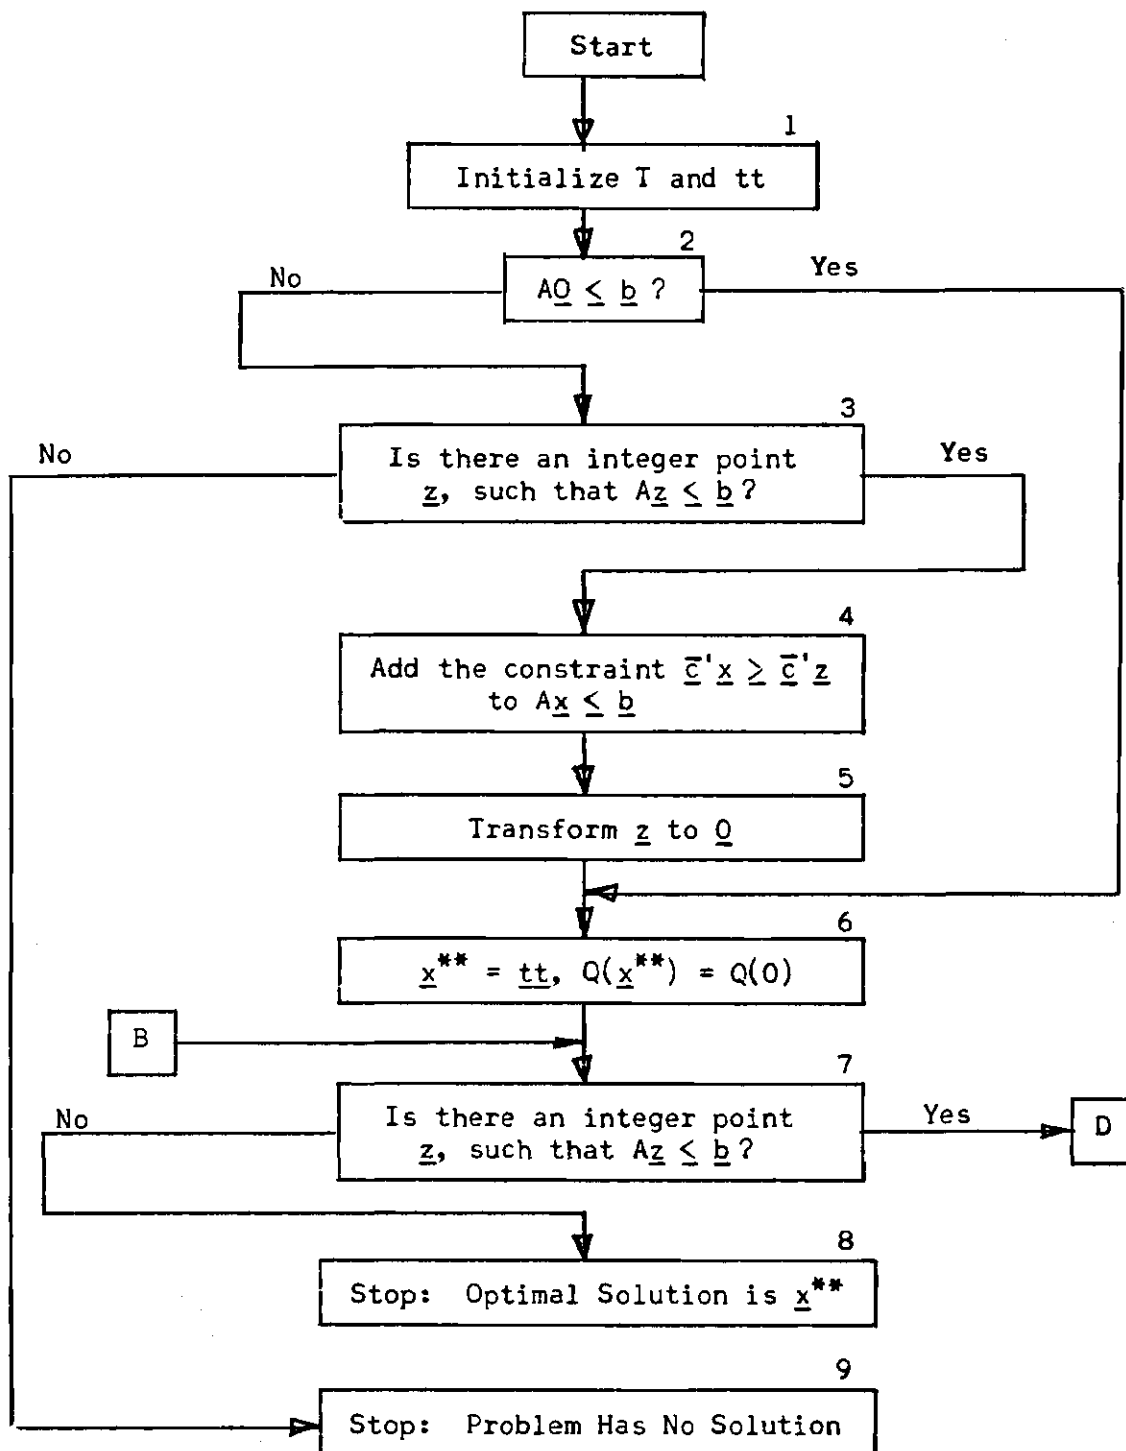 Start
1
Initialize T and tt
2
No
Yes
A0 ≤ b ?
3
No
Yes
Is there an integer point
z, such that Az ≤ b?
4
Add the constraint c̄'x ≥ c̄'z
to Ax ≤ b
5
Transform z to 0
6
x** = tt, Q(x**) = Q(0)
B
7
No
Yes
D
Is there an integer point
z, such that Az ≤ b?
8
Stop: Optimal Solution is x**
9
Stop: Problem Has No Solution